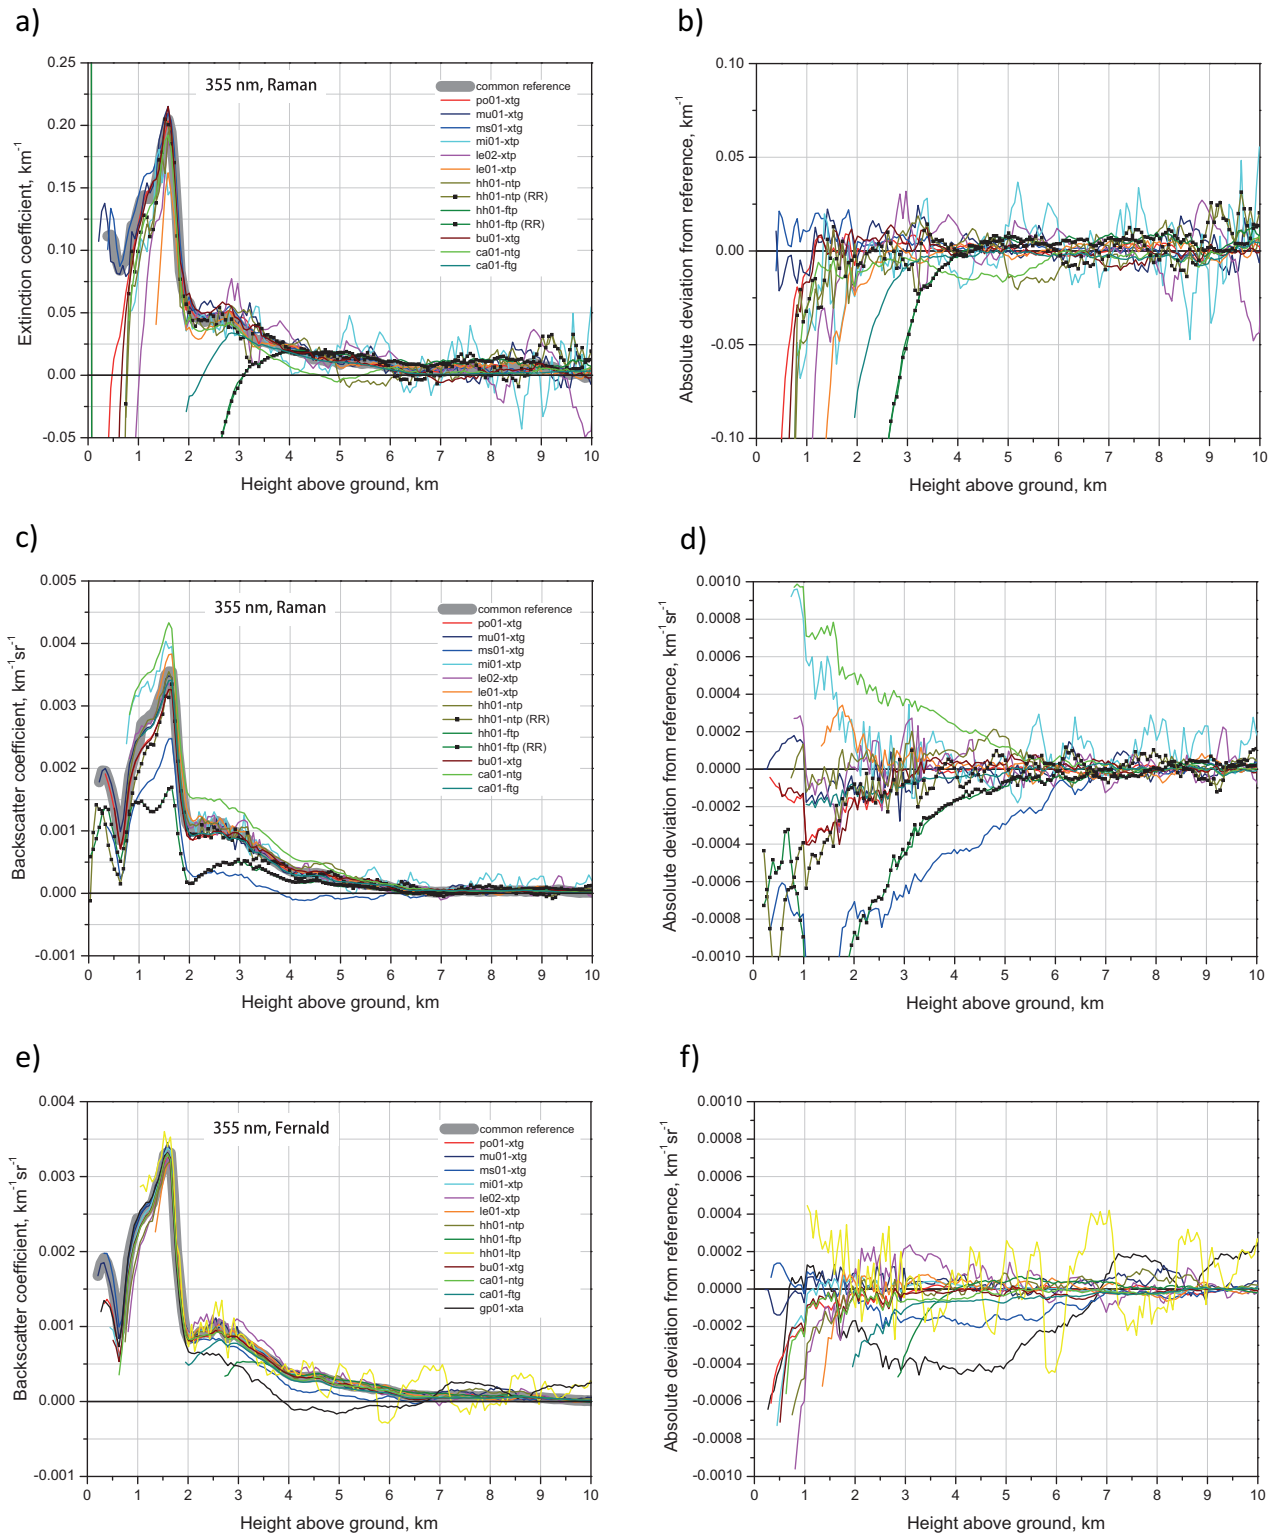 a)
0.25
0.20
0.15
0.10
0.05
0.00
-0.05
Extinction coefficient, km-1
355 nm, Raman
common reference
po01-xtg
mu01-xtg
ms01-xtg
mi01-xtp
le02-xtp
le01-xtp
hh01-ntp
hh01-ntp (RR)
hh01-ftp
hh01-ftp (RR)
bu01-xtg
ca01-ntg
ca01-ftg
0 1 2 3 4 5 6 7 8 9 10
Height above ground, km
b)
0.10
0.05
0.00
-0.05
-0.10
Absolute deviation from reference, km-1
0 1 2 3 4 5 6 7 8 9 10
Height above ground, km
c)
0.005
0.004
0.003
0.002
0.001
0.000
-0.001
Backscatter coefficient, km-1sr-1
355 nm, Raman
common reference
po01-xtg
mu01-xtg
ms01-xtg
mi01-xtp
le02-xtp
le01-xtp
hh01-ntp
hh01-ntp (RR)
hh01-ftp
hh01-ftp (RR)
bu01-xtg
ca01-ntg
ca01-ftg
0 1 2 3 4 5 6 7 8 9 10
Height above ground, km
d)
0.0010
0.0008
0.0006
0.0004
0.0002
0.0000
-0.0002
-0.0004
-0.0006
-0.0008
-0.0010
Absolute deviation from reference, km-1sr-1
0 1 2 3 4 5 6 7 8 9 10
Height above ground, km
e)
0.004
0.003
0.002
0.001
0.000
-0.001
Backscatter coefficient, km-1sr-1
355 nm, Fernald
common reference
po01-xtg
mu01-xtg
ms01-xtg
mi01-xtp
le02-xtp
le01-xtp
hh01-ntp
hh01-ftp
hh01-ltp
bu01-xtg
ca01-ntg
ca01-ftg
gp01-xta
0 1 2 3 4 5 6 7 8 9 10
Height above ground, km
f)
0.0010
0.0008
0.0006
0.0004
0.0002
0.0000
-0.0002
-0.0004
-0.0006
-0.0008
-0.0010
Absolute deviation from reference, km-1sr-1
0 1 2 3 4 5 6 7 8 9 10
Height above ground, km